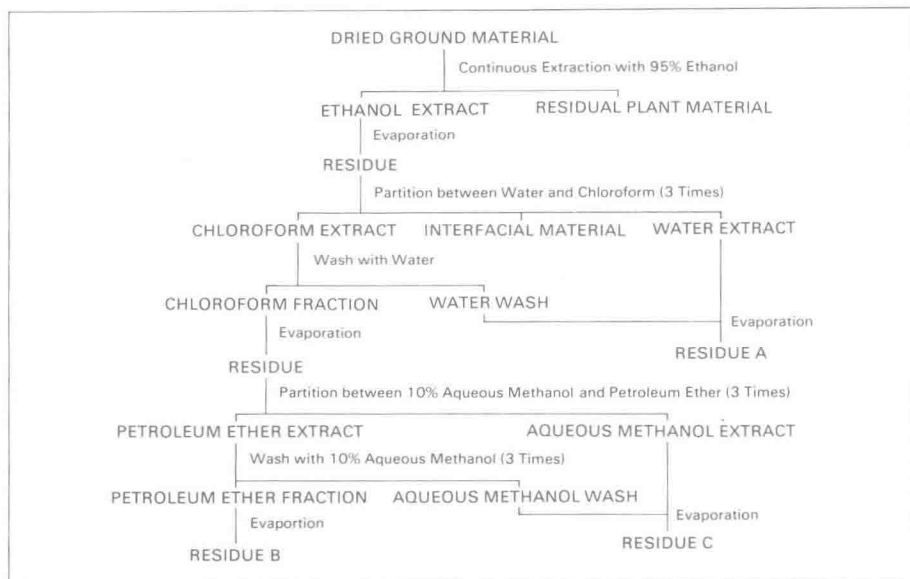 DRIED GROUND MATERIAL
Continuous Extraction with 95% Ethanol
ETHANOL EXTRACT RESIDUAL PLANT MATERIAL
Evaporation
RESIDUE
Partition between Water and Chloroform (3 Times)
CHLOROFORM EXTRACT INTERFACIAL MATERIAL WATER EXTRACT
Wash with Water
CHLOROFORM FRACTION WATER WASH
Evaporation Evaporation
RESIDUE A
RESIDUE
Partition between 10% Aqueous Methanol and Petroleum Ether (3 Times)
PETROLEUM ETHER EXTRACT AQUEOUS METHANOL EXTRACT
Wash with 10% Aqueous Methanol (3 Times)
PETROLEUM ETHER FRACTION AQUEOUS METHANOL WASH
Evaportion Evaporation
RESIDUE B RESIDUE C